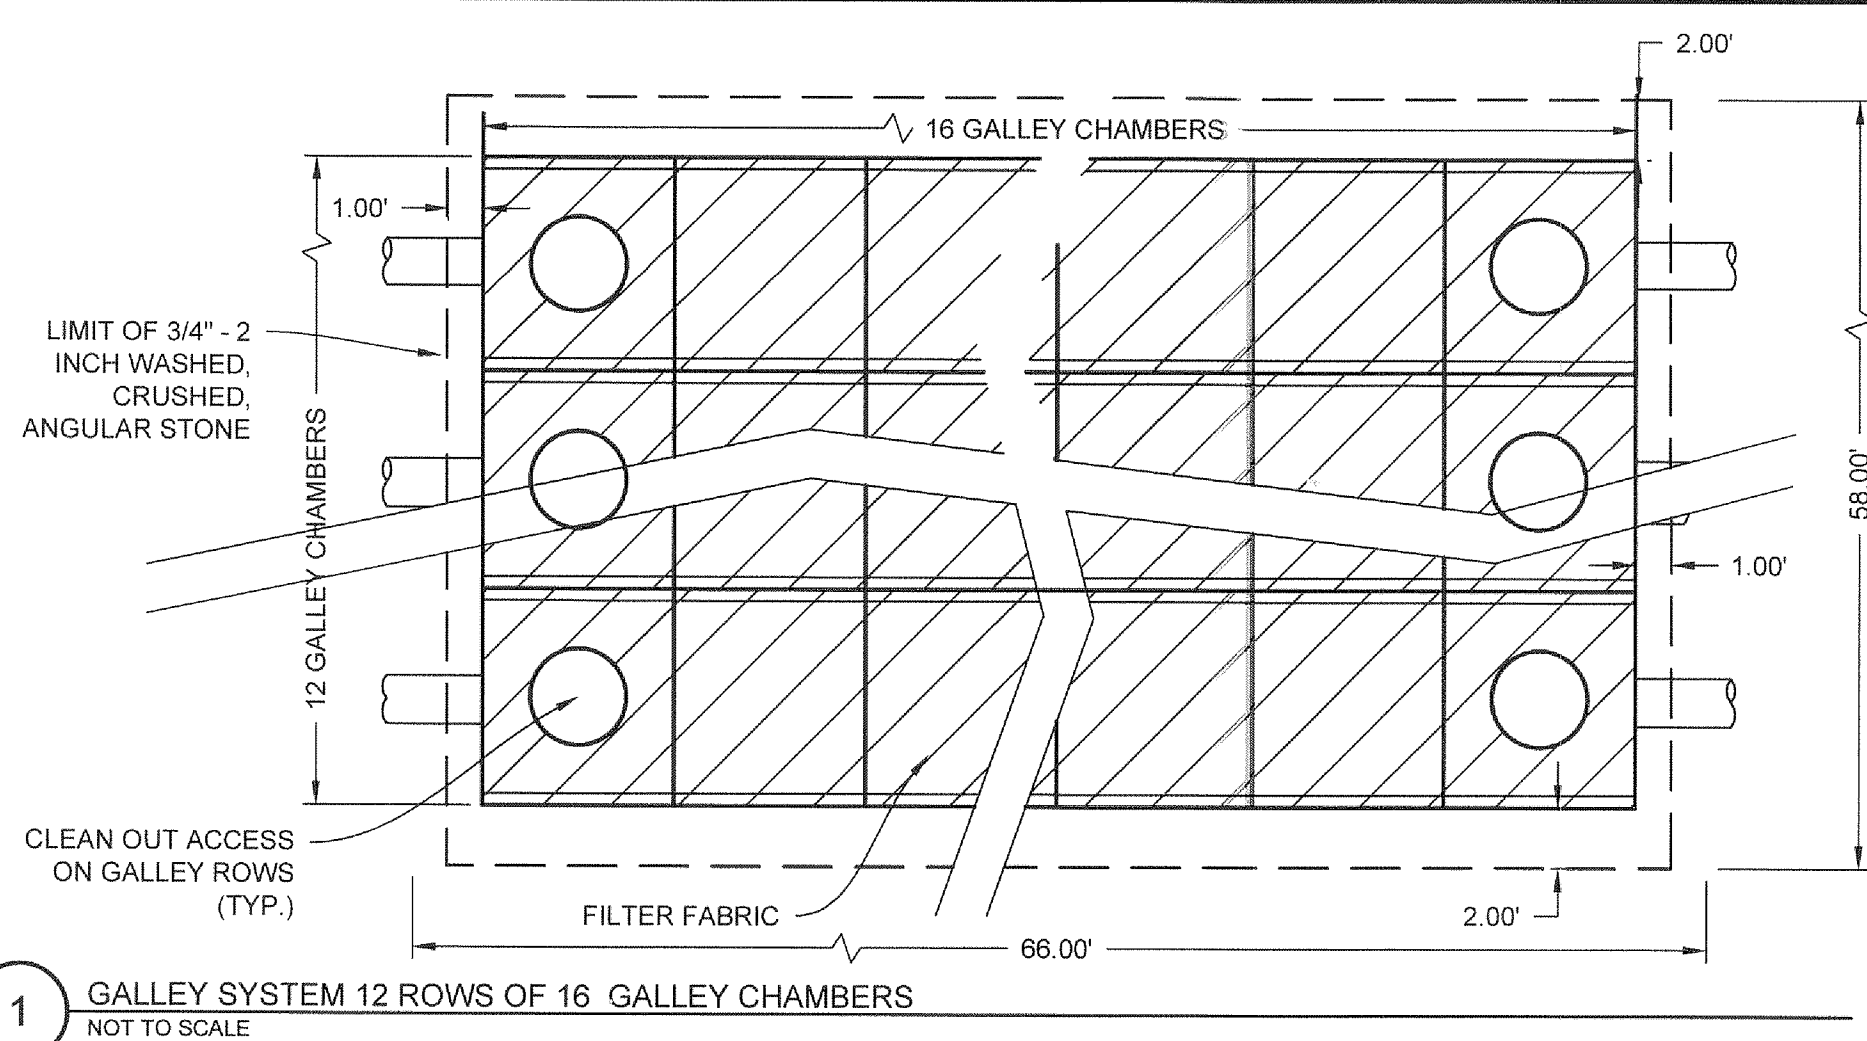 2.00'
16 GALLEY CHAMBERS
1.00'
LIMIT OF 3/4" - 2
INCH WASHED,
CRUSHED,
ANGULAR STONE
12 GALLEY CHAMBERS
58.00'
1.00'
CLEAN OUT ACCESS
ON GALLEY ROWS
(TYP.)
FILTER FABRIC
2.00'
66.00'
1
GALLEY SYSTEM 12 ROWS OF 16 GALLEY CHAMBERS
NOT TO SCALE